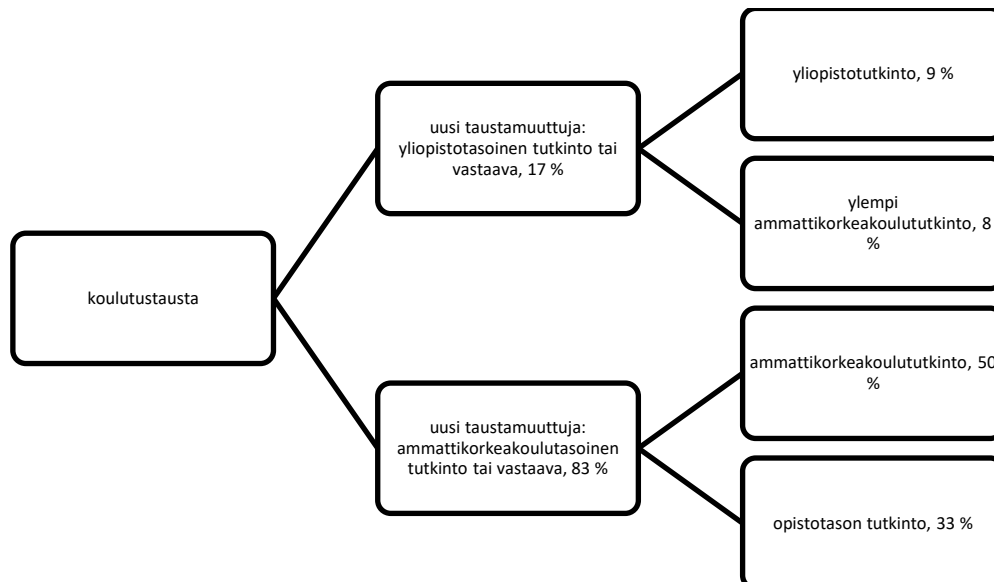 yliopistotutkinto, 9 %
uusi taustamuuttuja:
yliopistotasoinen tutkinto tai
vastaava, 17 %
ylempi
ammattikorkeakoulututkinto, 8
%
koulutustausta
ammattikorkeakoulututkinto, 50
%
uusi taustamuuttuja:
ammattikorkeakoulutasoinen
tutkinto tai vastaava, 83 %
opistotason tutkinto, 33 %